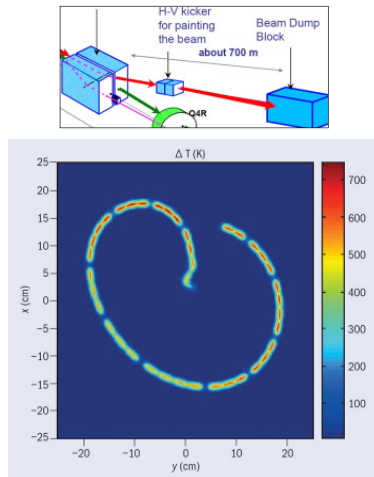 H-V kicker
for painting
the beam
Beam Dump
Block
about 700 m
Q4R
Δ T (K)
25
20
15
10
5
0
−5
−10
−15
−20
−25
x (cm)
−20
−10
0
10
20
y (cm)
700
600
500
400
300
200
100